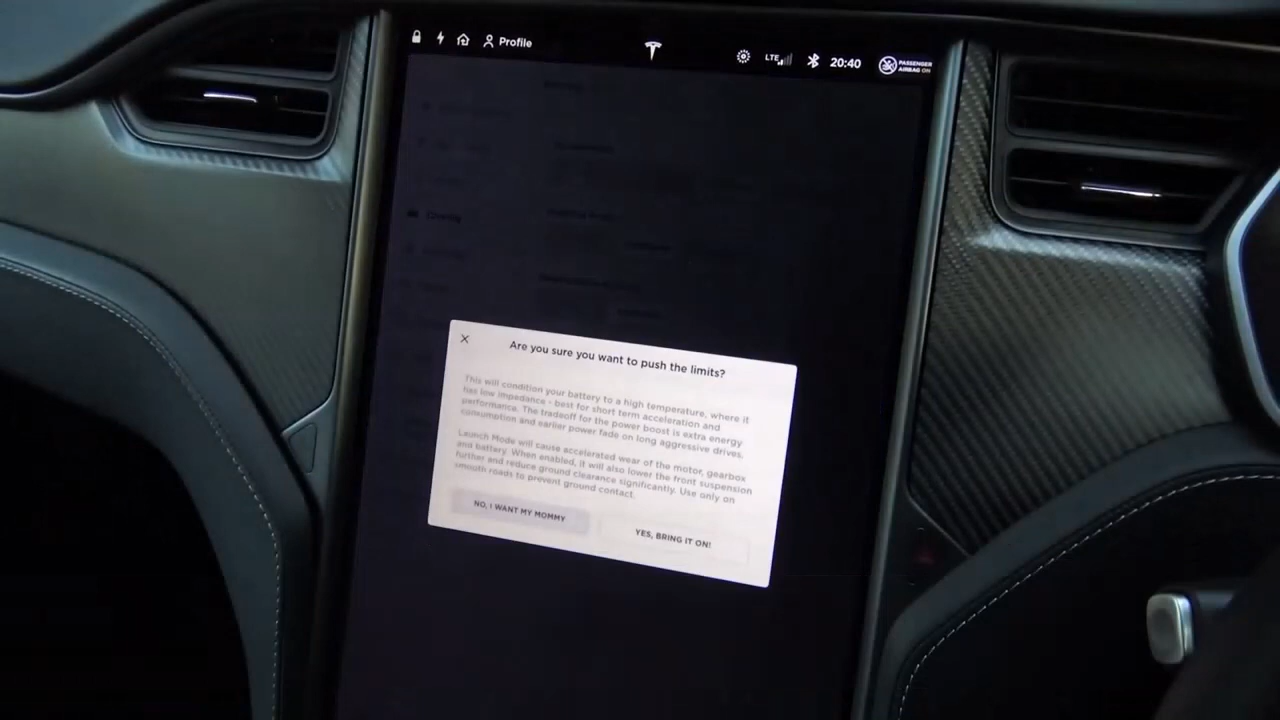 Profile
LTE
20:40
PASSENGER
AIRBAG ON
Are you sure you want to push the limits?
This will condition your battery to a high temperature, where it
has low impedance - best for short term acceleration and
performance. The tradeoff for the power boost is extra energy
consumption and earlier power fade on long aggressive drives.
Launch Mode will cause accelerated wear of the motor, gearbox
and battery. When enabled, it will also lower the front suspension
further and reduce ground clearance significantly. Use only on
smooth roads to prevent ground contact.
NO, I WANT MY MOMMY
YES, BRING IT ON!